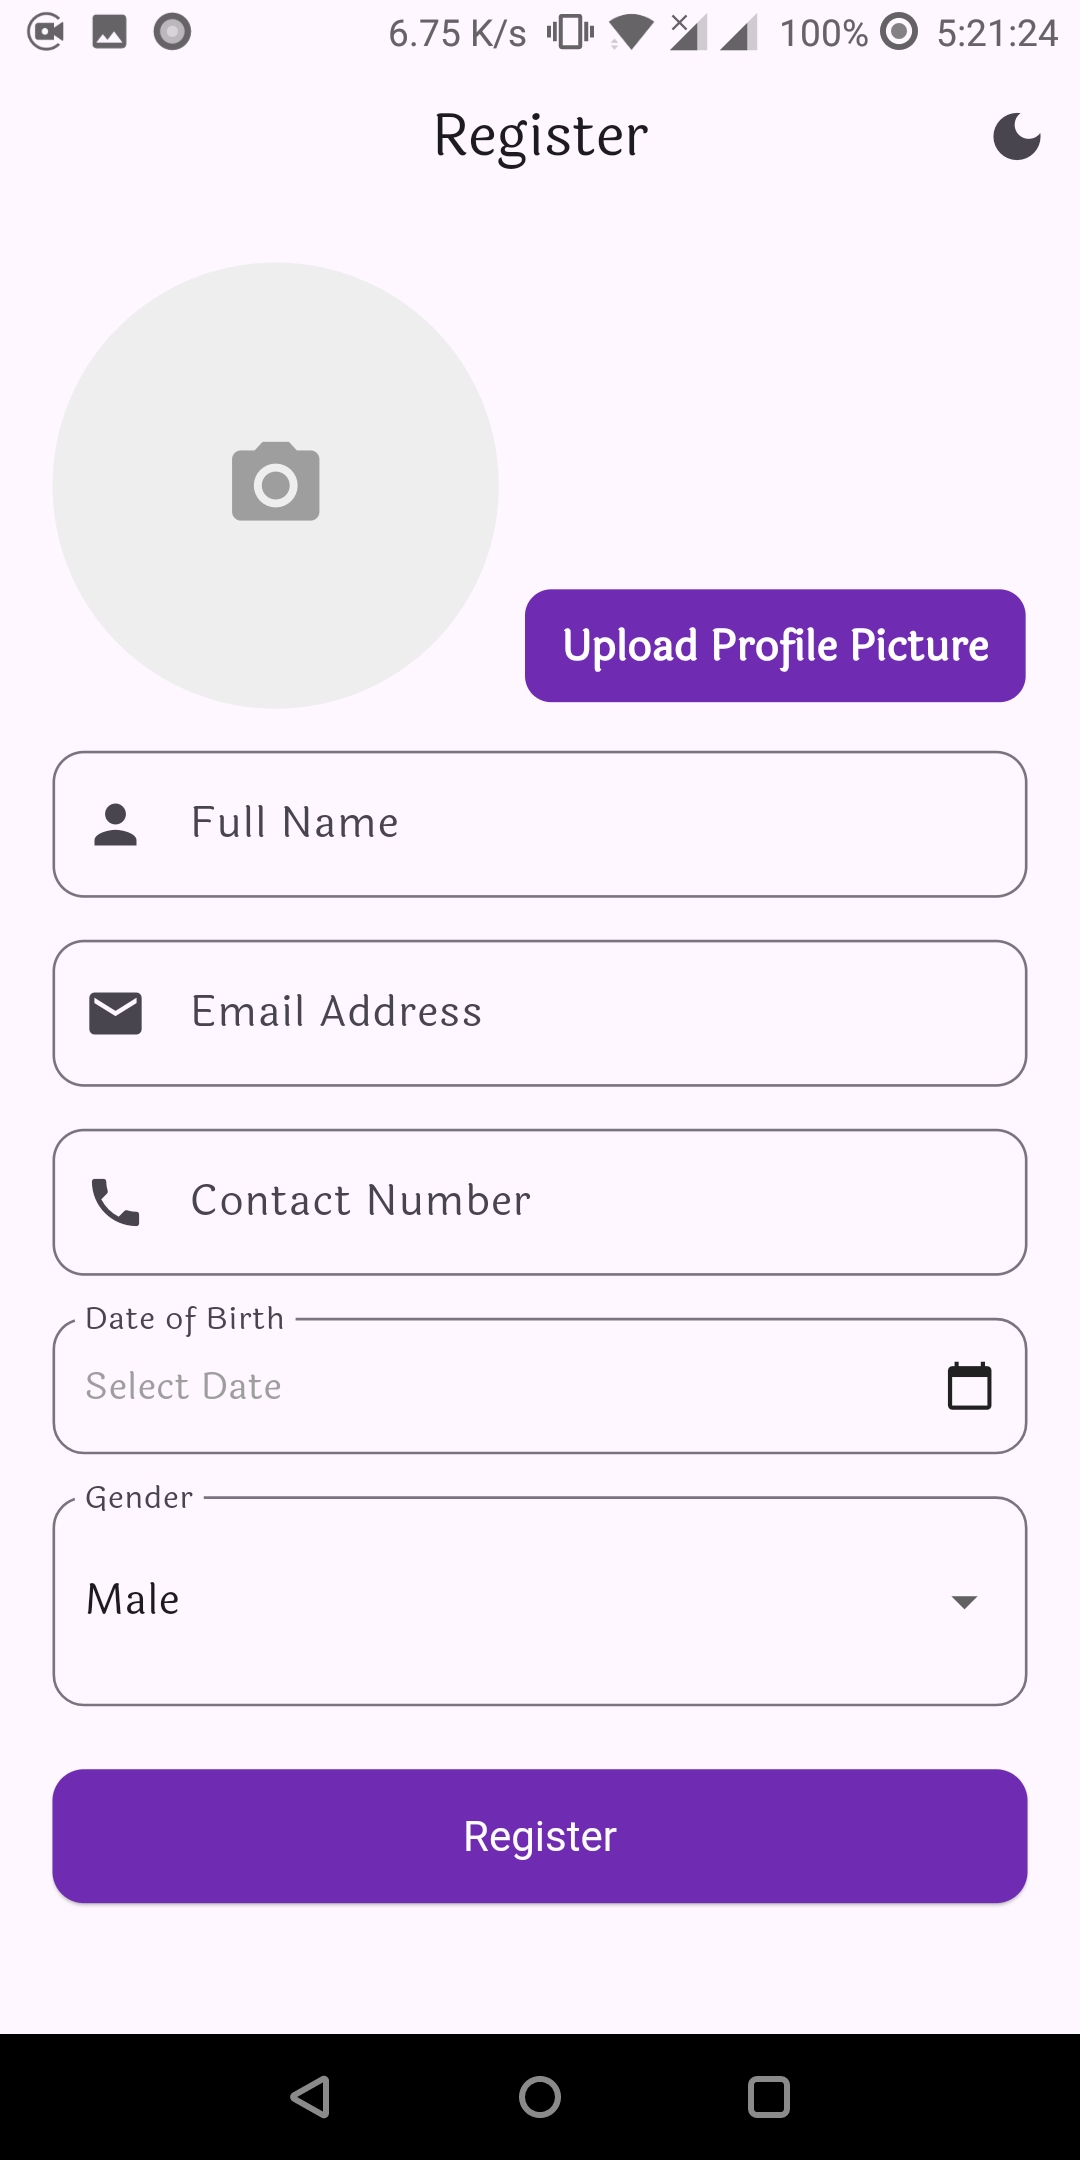 6.75 K/s 100% 5:21:24
Register
Upload Profile Picture
Full Name
Email Address
Contact Number
Date of Birth
Select Date
Gender
Male
Register